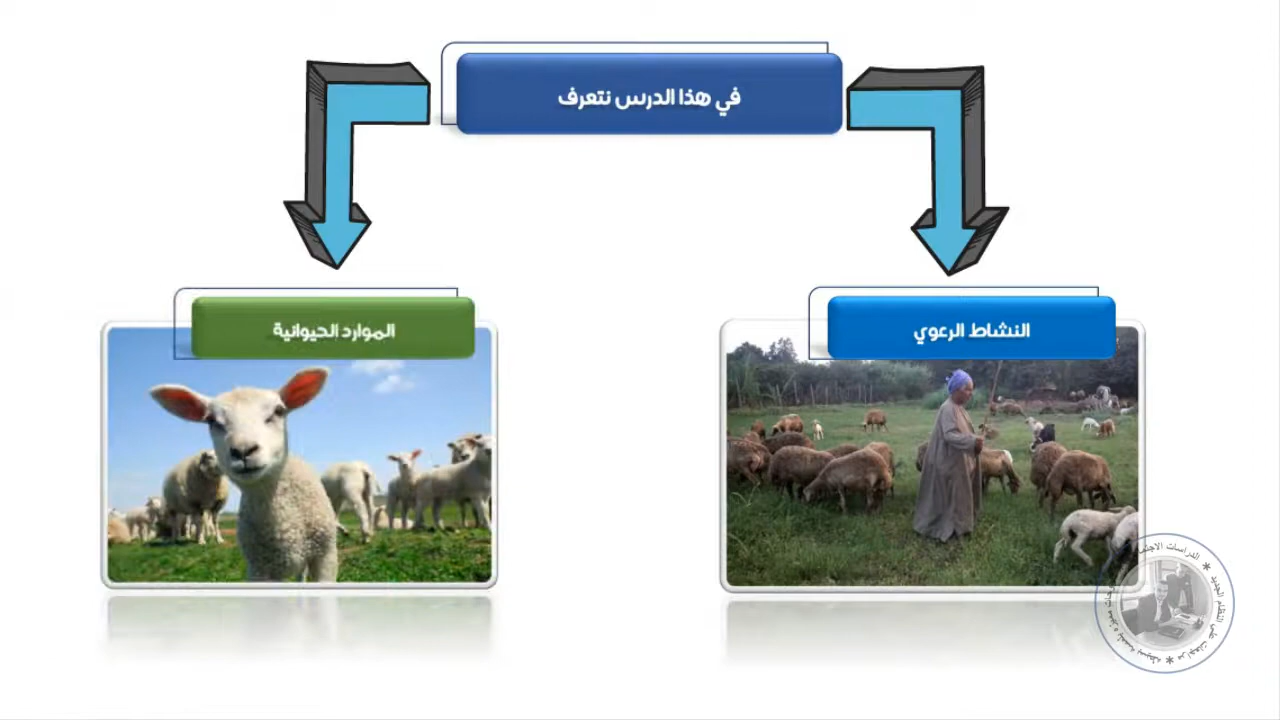 في هذا الدرس نتعرف
النشاط الرعوي
الموارد الحيوانية